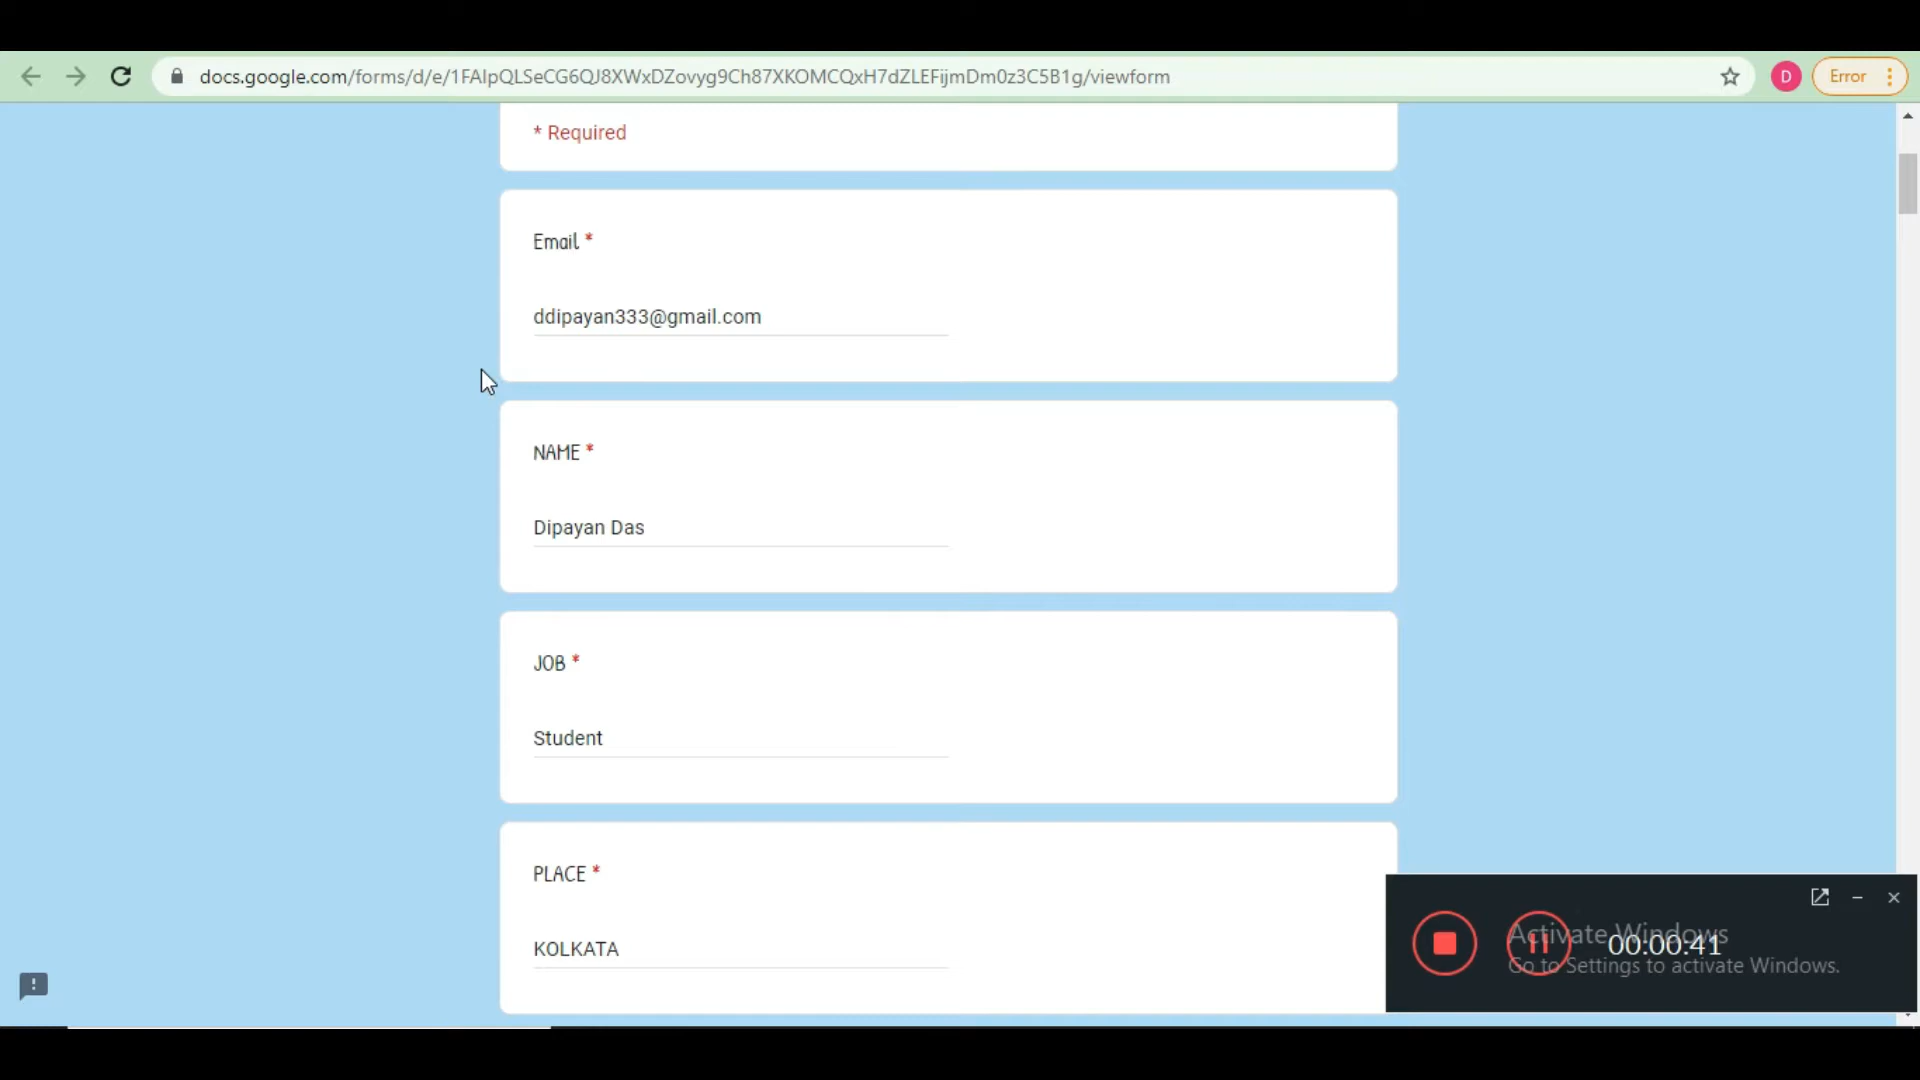 docs.google.com/forms/d/e/1FAIpQLSeCG6QJ8XWxDZovyg9Ch87XKOMCQxH7dZLEFijmDm0z3C5B1g/viewform
D
Error
* Required
Email *
ddipayan333@gmail.com
NAME *
Dipayan Das
JOB *
Student
PLACE *
KOLKATA
Activate Windows
00:00:41
Go to Settings to activate Windows.